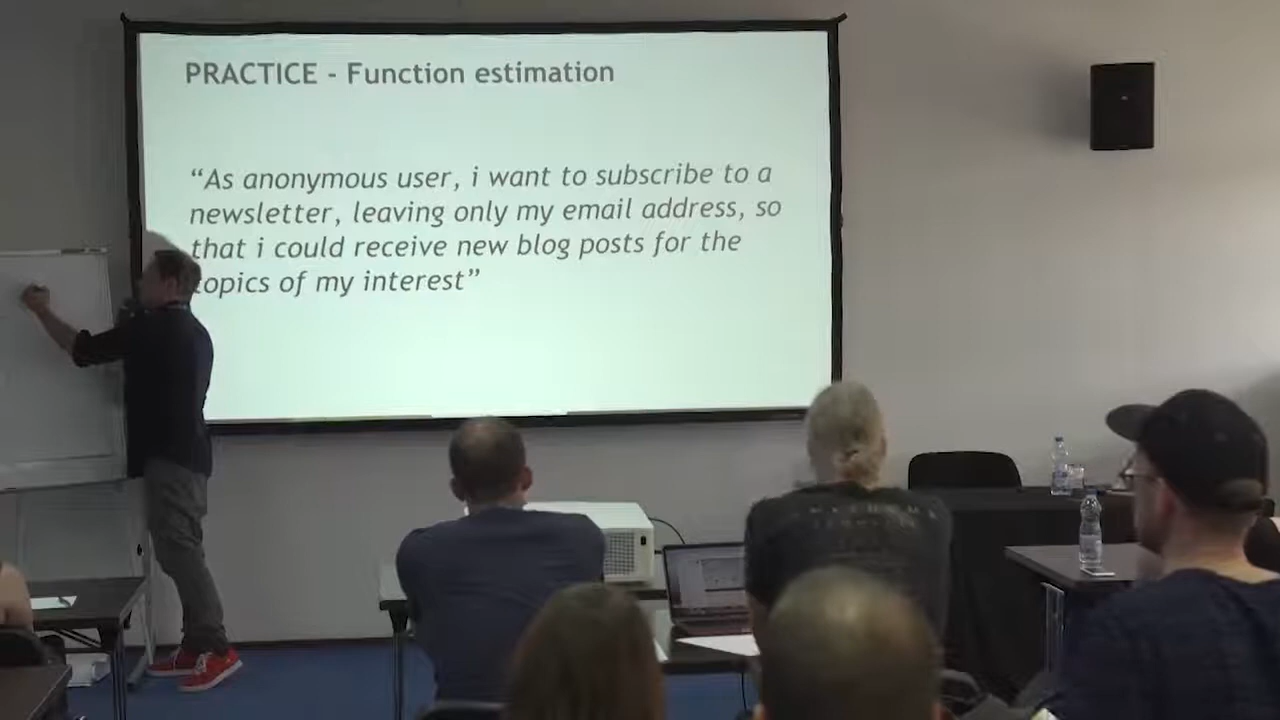 PRACTICE - Function estimation
“As anonymous user, i want to subscribe to a
newsletter, leaving only my email address, so
that i could receive new blog posts for the
topics of my interest”